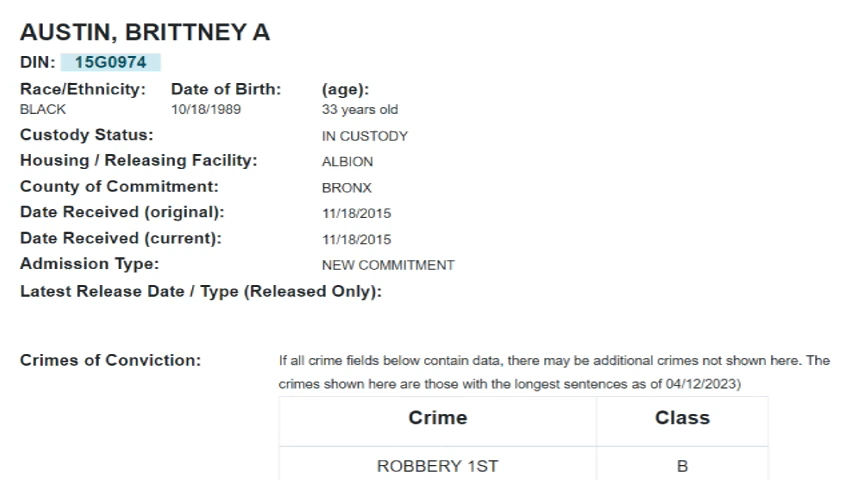 AUSTIN, BRITTNEY A
DIN: 15G0974
Race/Ethnicity: Date of Birth: (age):
BLACK 10/18/1989 33 years old
Custody Status: IN CUSTODY
Housing / Releasing Facility: ALBION
County of Commitment: BRONX
Date Received (original): 11/18/2015
Date Received (current): 11/18/2015
Admission Type: NEW COMMITMENT
Latest Release Date / Type (Released Only):
Crimes of Conviction: If all crime fields below contain data, there may be additional crimes not shown here. The
crimes shown here are those with the longest sentences as of 04/12/2023)
Crime Class
ROBBERY 1ST B